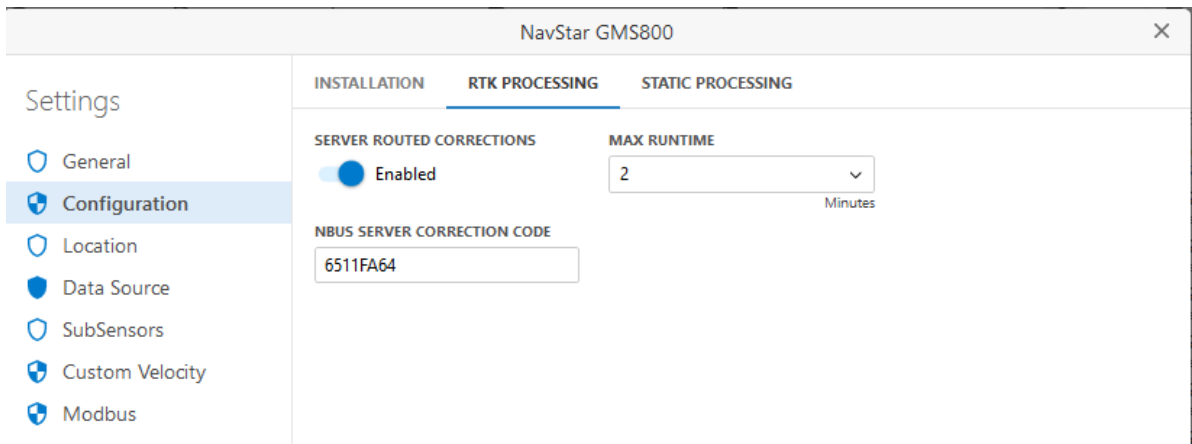 NavStar GMS800
Settings
General
Configuration
Location
Data Source
SubSensors
Custom Velocity
Modbus
INSTALLATION RTK PROCESSING STATIC PROCESSING
SERVER ROUTED CORRECTIONS MAX RUNTIME
Enabled 2
Minutes
NBUS SERVER CORRECTION CODE
6511FA64